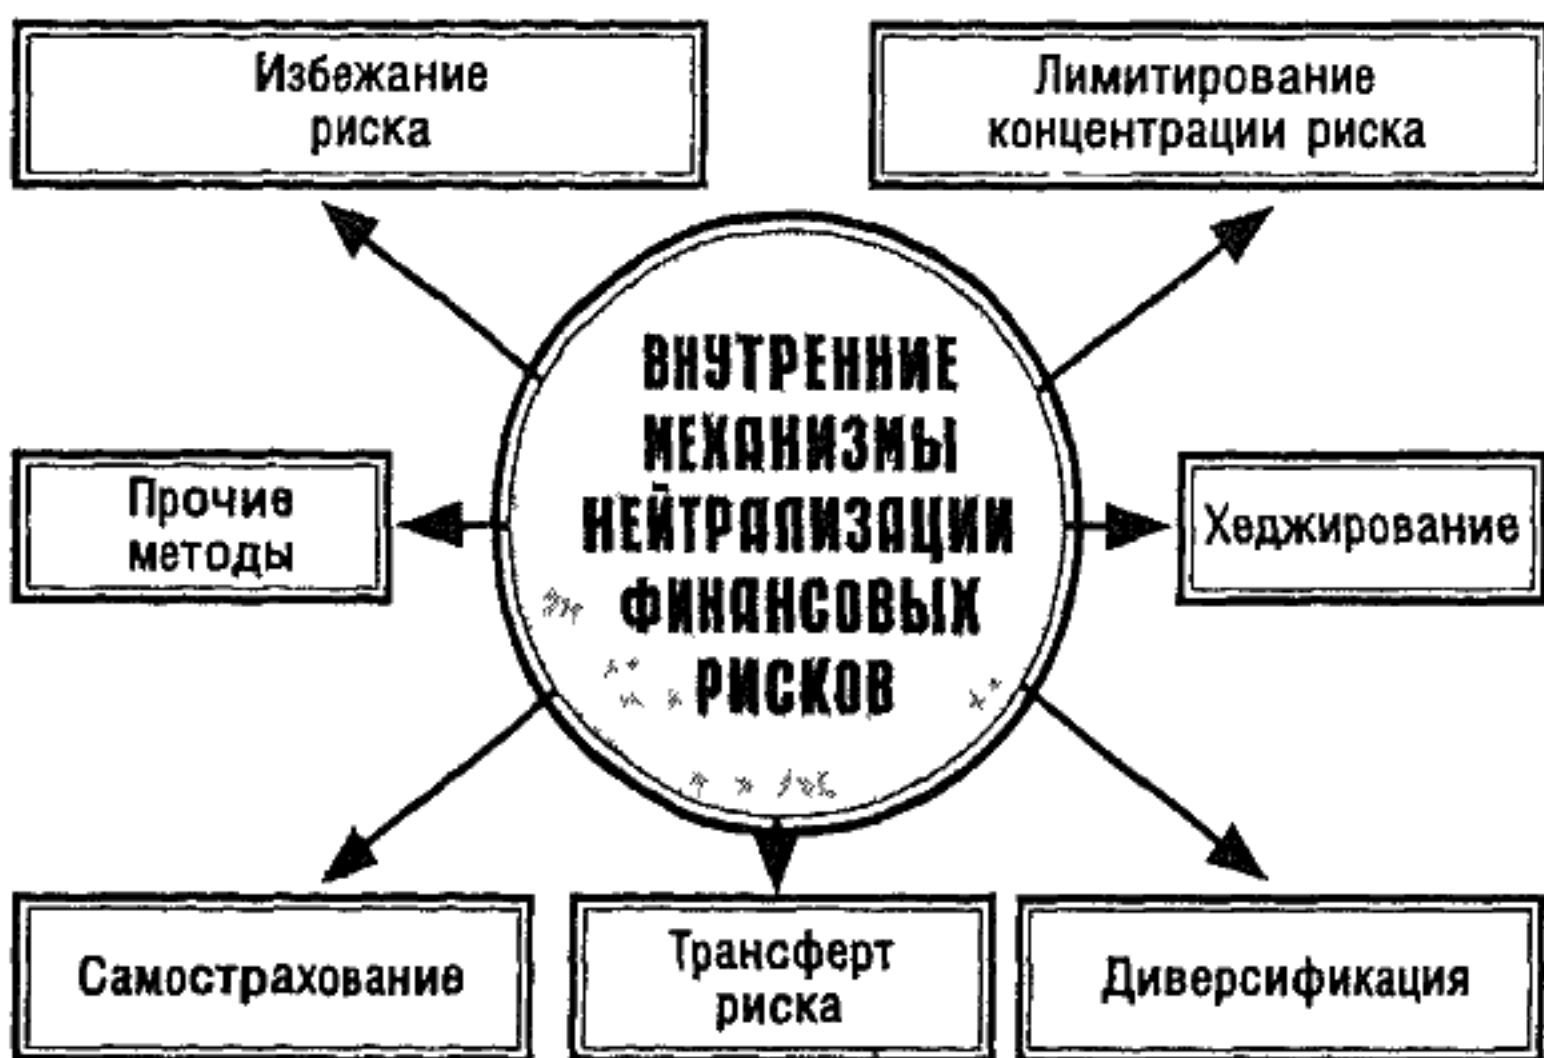 Избежание
риска
Лимитирование
концентрации риска
ВНУТРЕННИЕ
МЕХАНИЗМЫ
НЕЙТРАЛИЗАЦИИ
ФИНАНСОВЫХ
РИСКОВ
Прочие
методы
Хеджирование
Самострахование
Трансферт
риска
Диверсификация